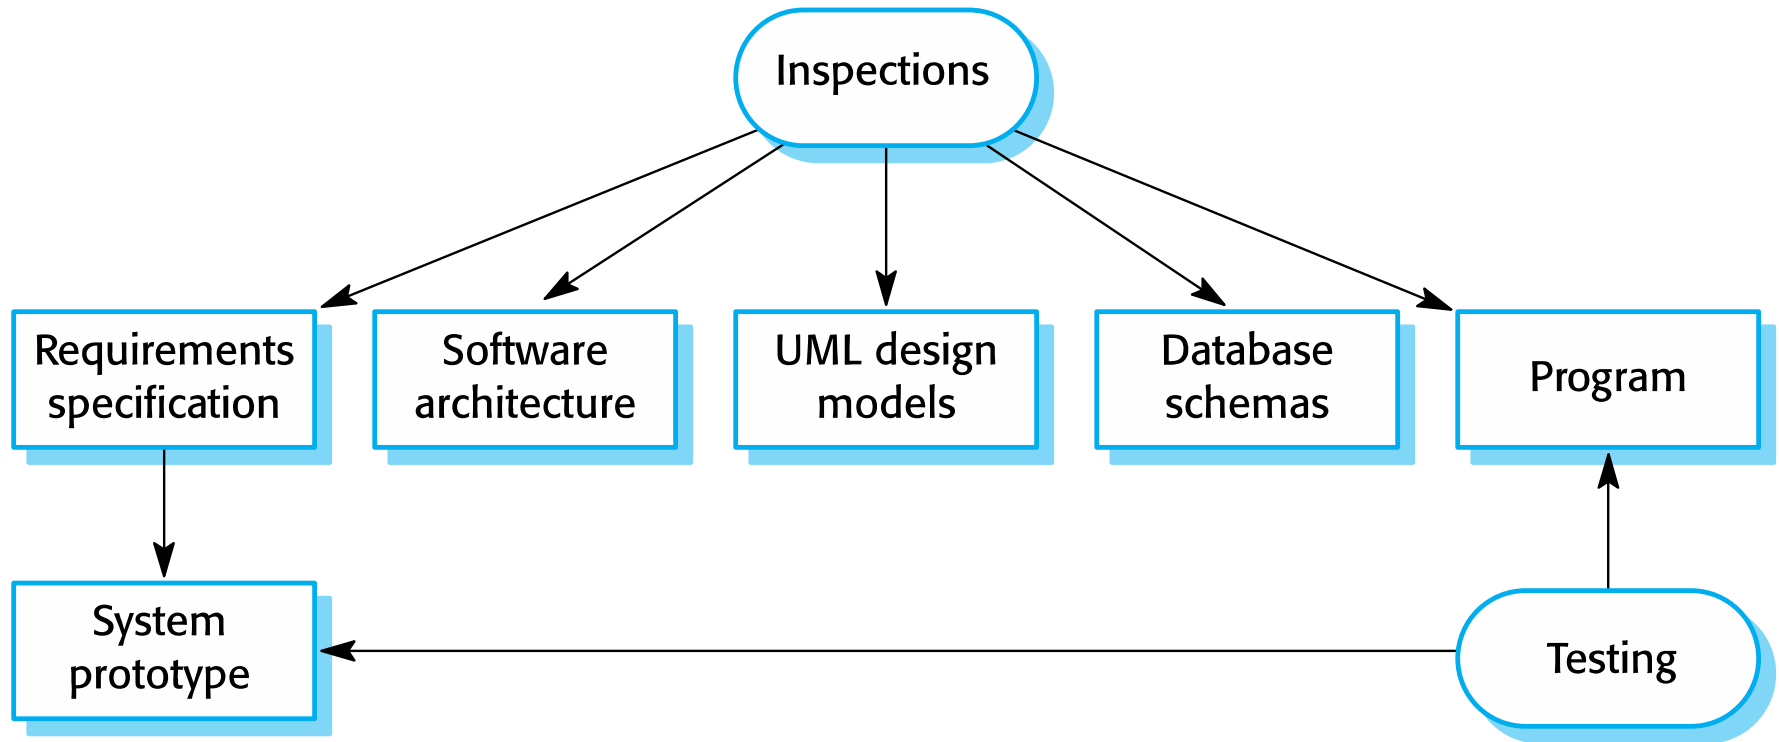 Inspections
Requirements
specification
Software
architecture
UML design
models
Database
schemas
Program
System
prototype
Testing